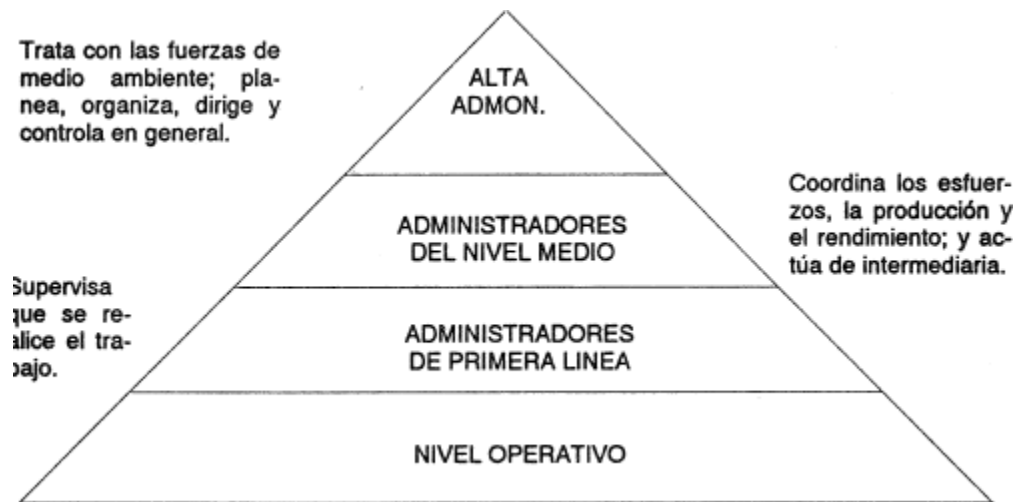 Trata con las fuerzas de
medio ambiente; pla-
nea, organiza, dirige y
controla en general.
ALTA
ADMON.
Coordina los esfuer-
zos, la producción y
el rendimiento; y ac-
túa de intermediaria.
ADMINISTRADORES
DEL NIVEL MEDIO
Supervisa
que se re-
alice el tra-
bajo.
ADMINISTRADORES
DE PRIMERA LINEA
NIVEL OPERATIVO